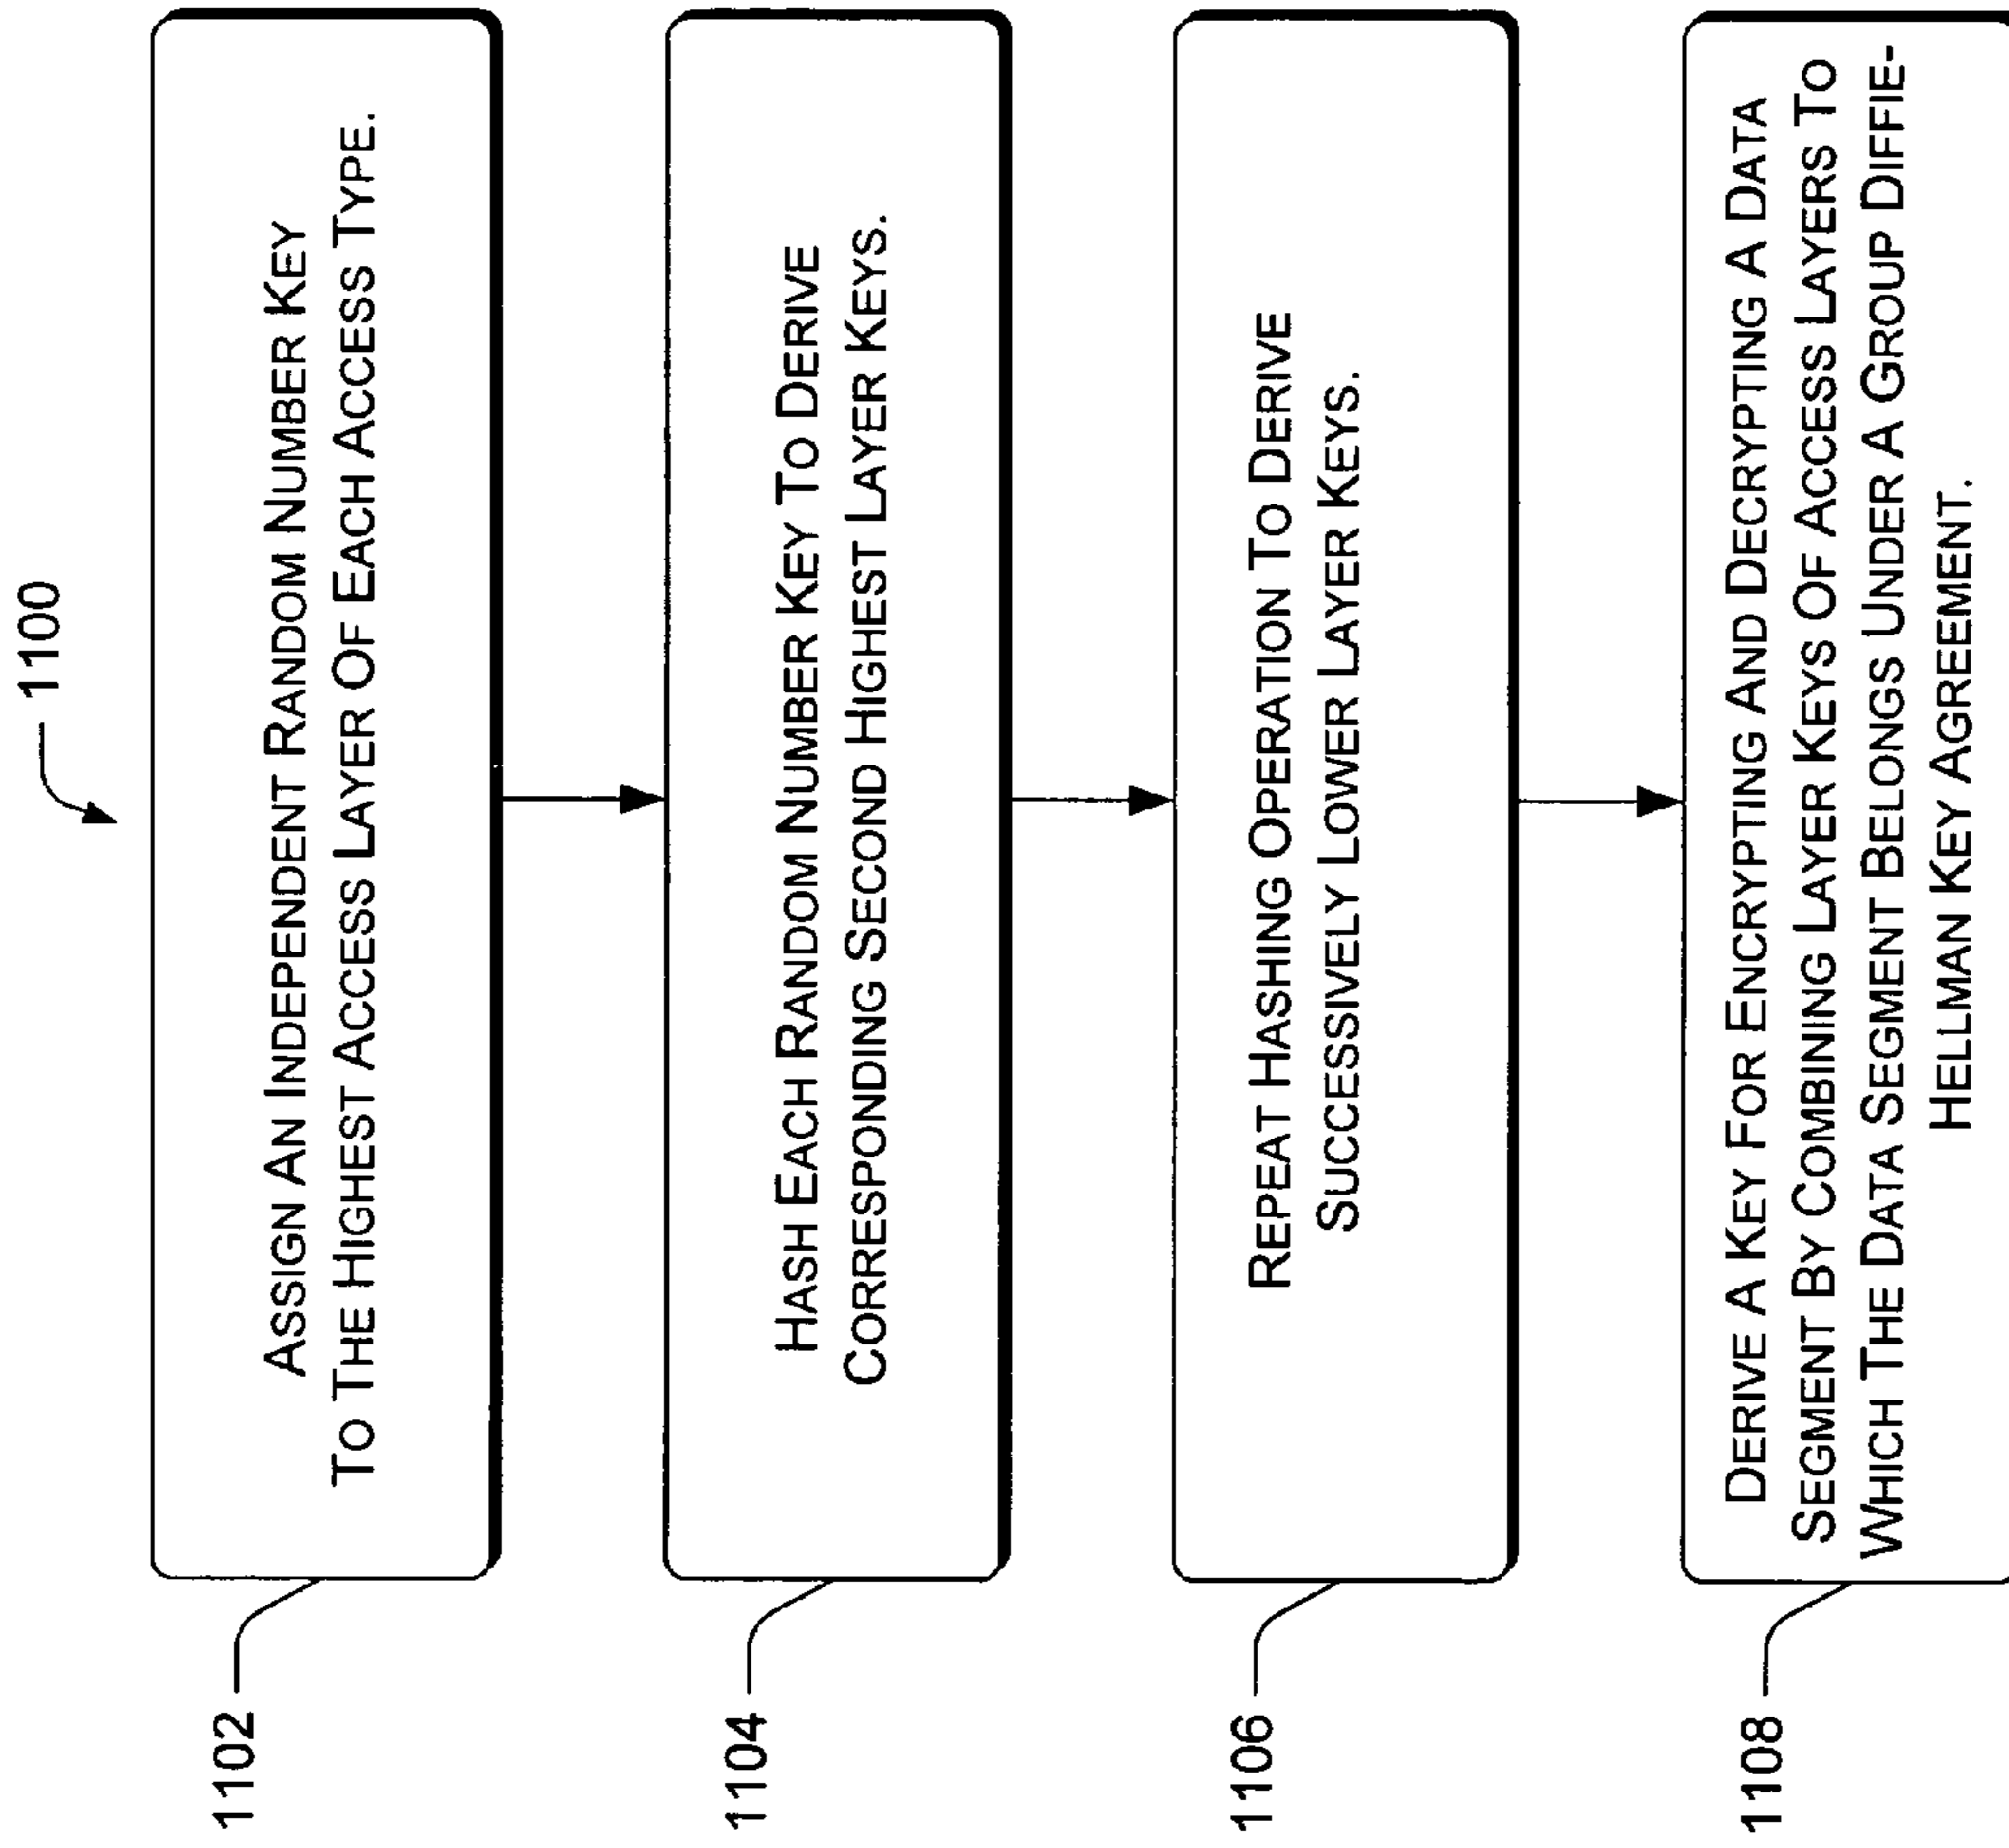 1100
1102
ASSIGN AN INDEPENDENT RANDOM NUMBER KEY
TO THE HIGHEST ACCESS LAYER OF EACH ACCESS TYPE.
1104
HASH EACH RANDOM NUMBER KEY TO DERIVE
CORRESPONDING SECOND HIGHEST LAYER KEYS.
1106
REPEAT HASHING OPERATION TO DERIVE
SUCCESSIVELY LOWER LAYER KEYS.
1108
DERIVE A KEY FOR ENCRYPTING AND DECRYPTING A DATA
SEGMENT BY COMBINING LAYER KEYS OF ACCESS LAYERS TO
WHICH THE DATA SEGMENT BELONGS UNDER A GROUP DIFFIE-
HELLMAN KEY AGREEMENT.